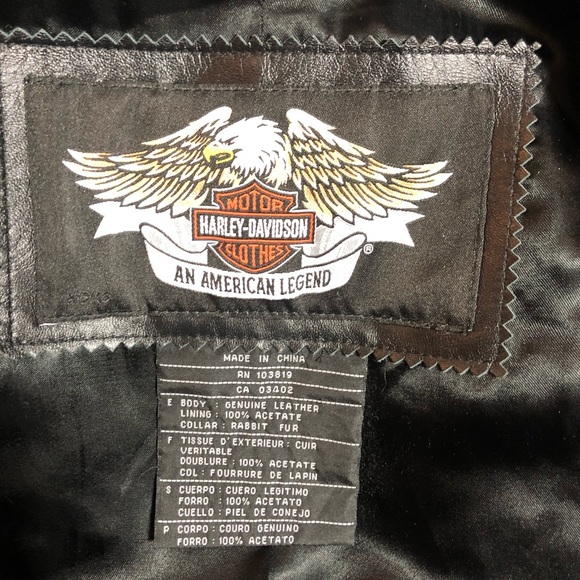 MOTOR
HARLEY-DAVIDSON
CLOTHES
®
AN AMERICAN LEGEND
MADE IN CHINA
RN 103819
CA 03402
E BODY : GENUINE LEATHER
LINING : 100% ACETATE
COLLAR : RABBIT FUR
F TISSUE D'EXTERIEUR : CUIR
VERITABLE
DOUBLURE : 100% ACETATE
COL : FOURRURE DE LAPIN
S CUERPO : CUERO LEGITIMO
FORRO : 100% ACETATO
CUELLO : PIEL DE CONEJO
P CORPO : COURO GENUINO
FORRO : 100% ACETATO